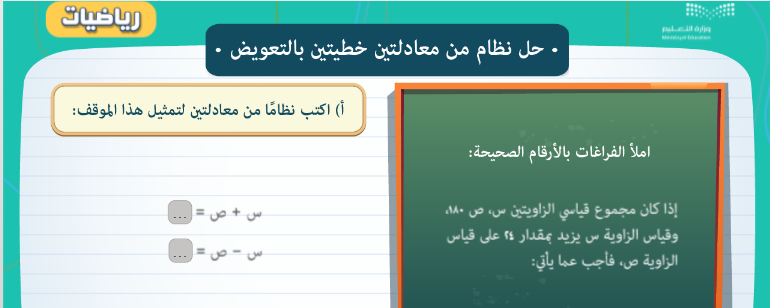 رياضيات
وزارة التعليم
Ministry of Education
• حل نظام من معادلتين خطيتين بالتعويض •
املأ الفراغات بالأرقام الصحيحة:
إذا كان مجموع قياسي الزاويتين س، ص ١٨٠،
وقياس الزاوية س يزيد بمقدار ٢٤ على قياس
الزاوية ص، فأجب عما يأتي:
أ) اكتب نظامًا من معادلتين لتمثيل هذا الموقف:
س + ص = ...
س − ص = ...